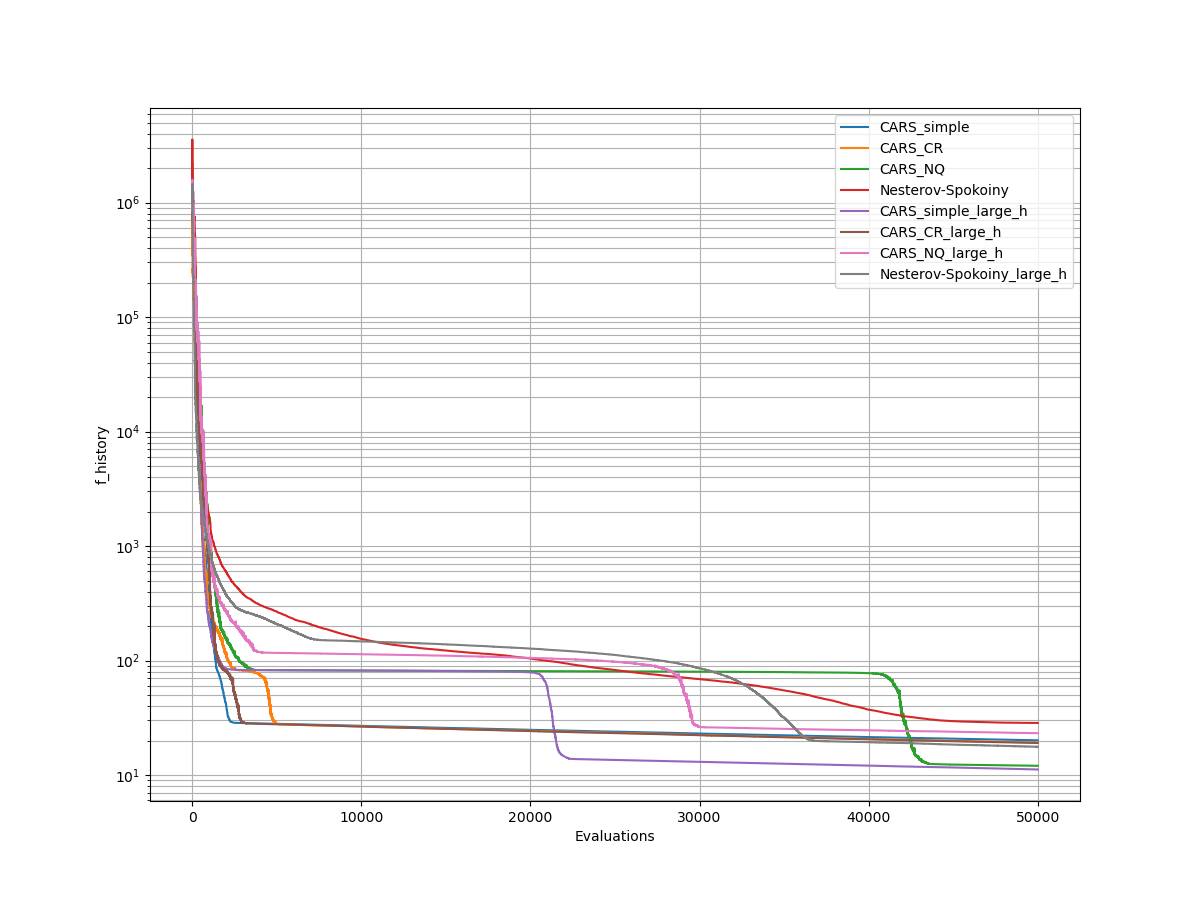 CARS_simple
CARS_CR
CARS_NQ
Nesterov-Spokoiny
CARS_simple_large_h
CARS_CR_large_h
CARS_NQ_large_h
Nesterov-Spokoiny_large_h
10^6
10^5
10^4
10^3
10^2
10^1
f_history
0 10000 20000 30000 40000 50000
Evaluations